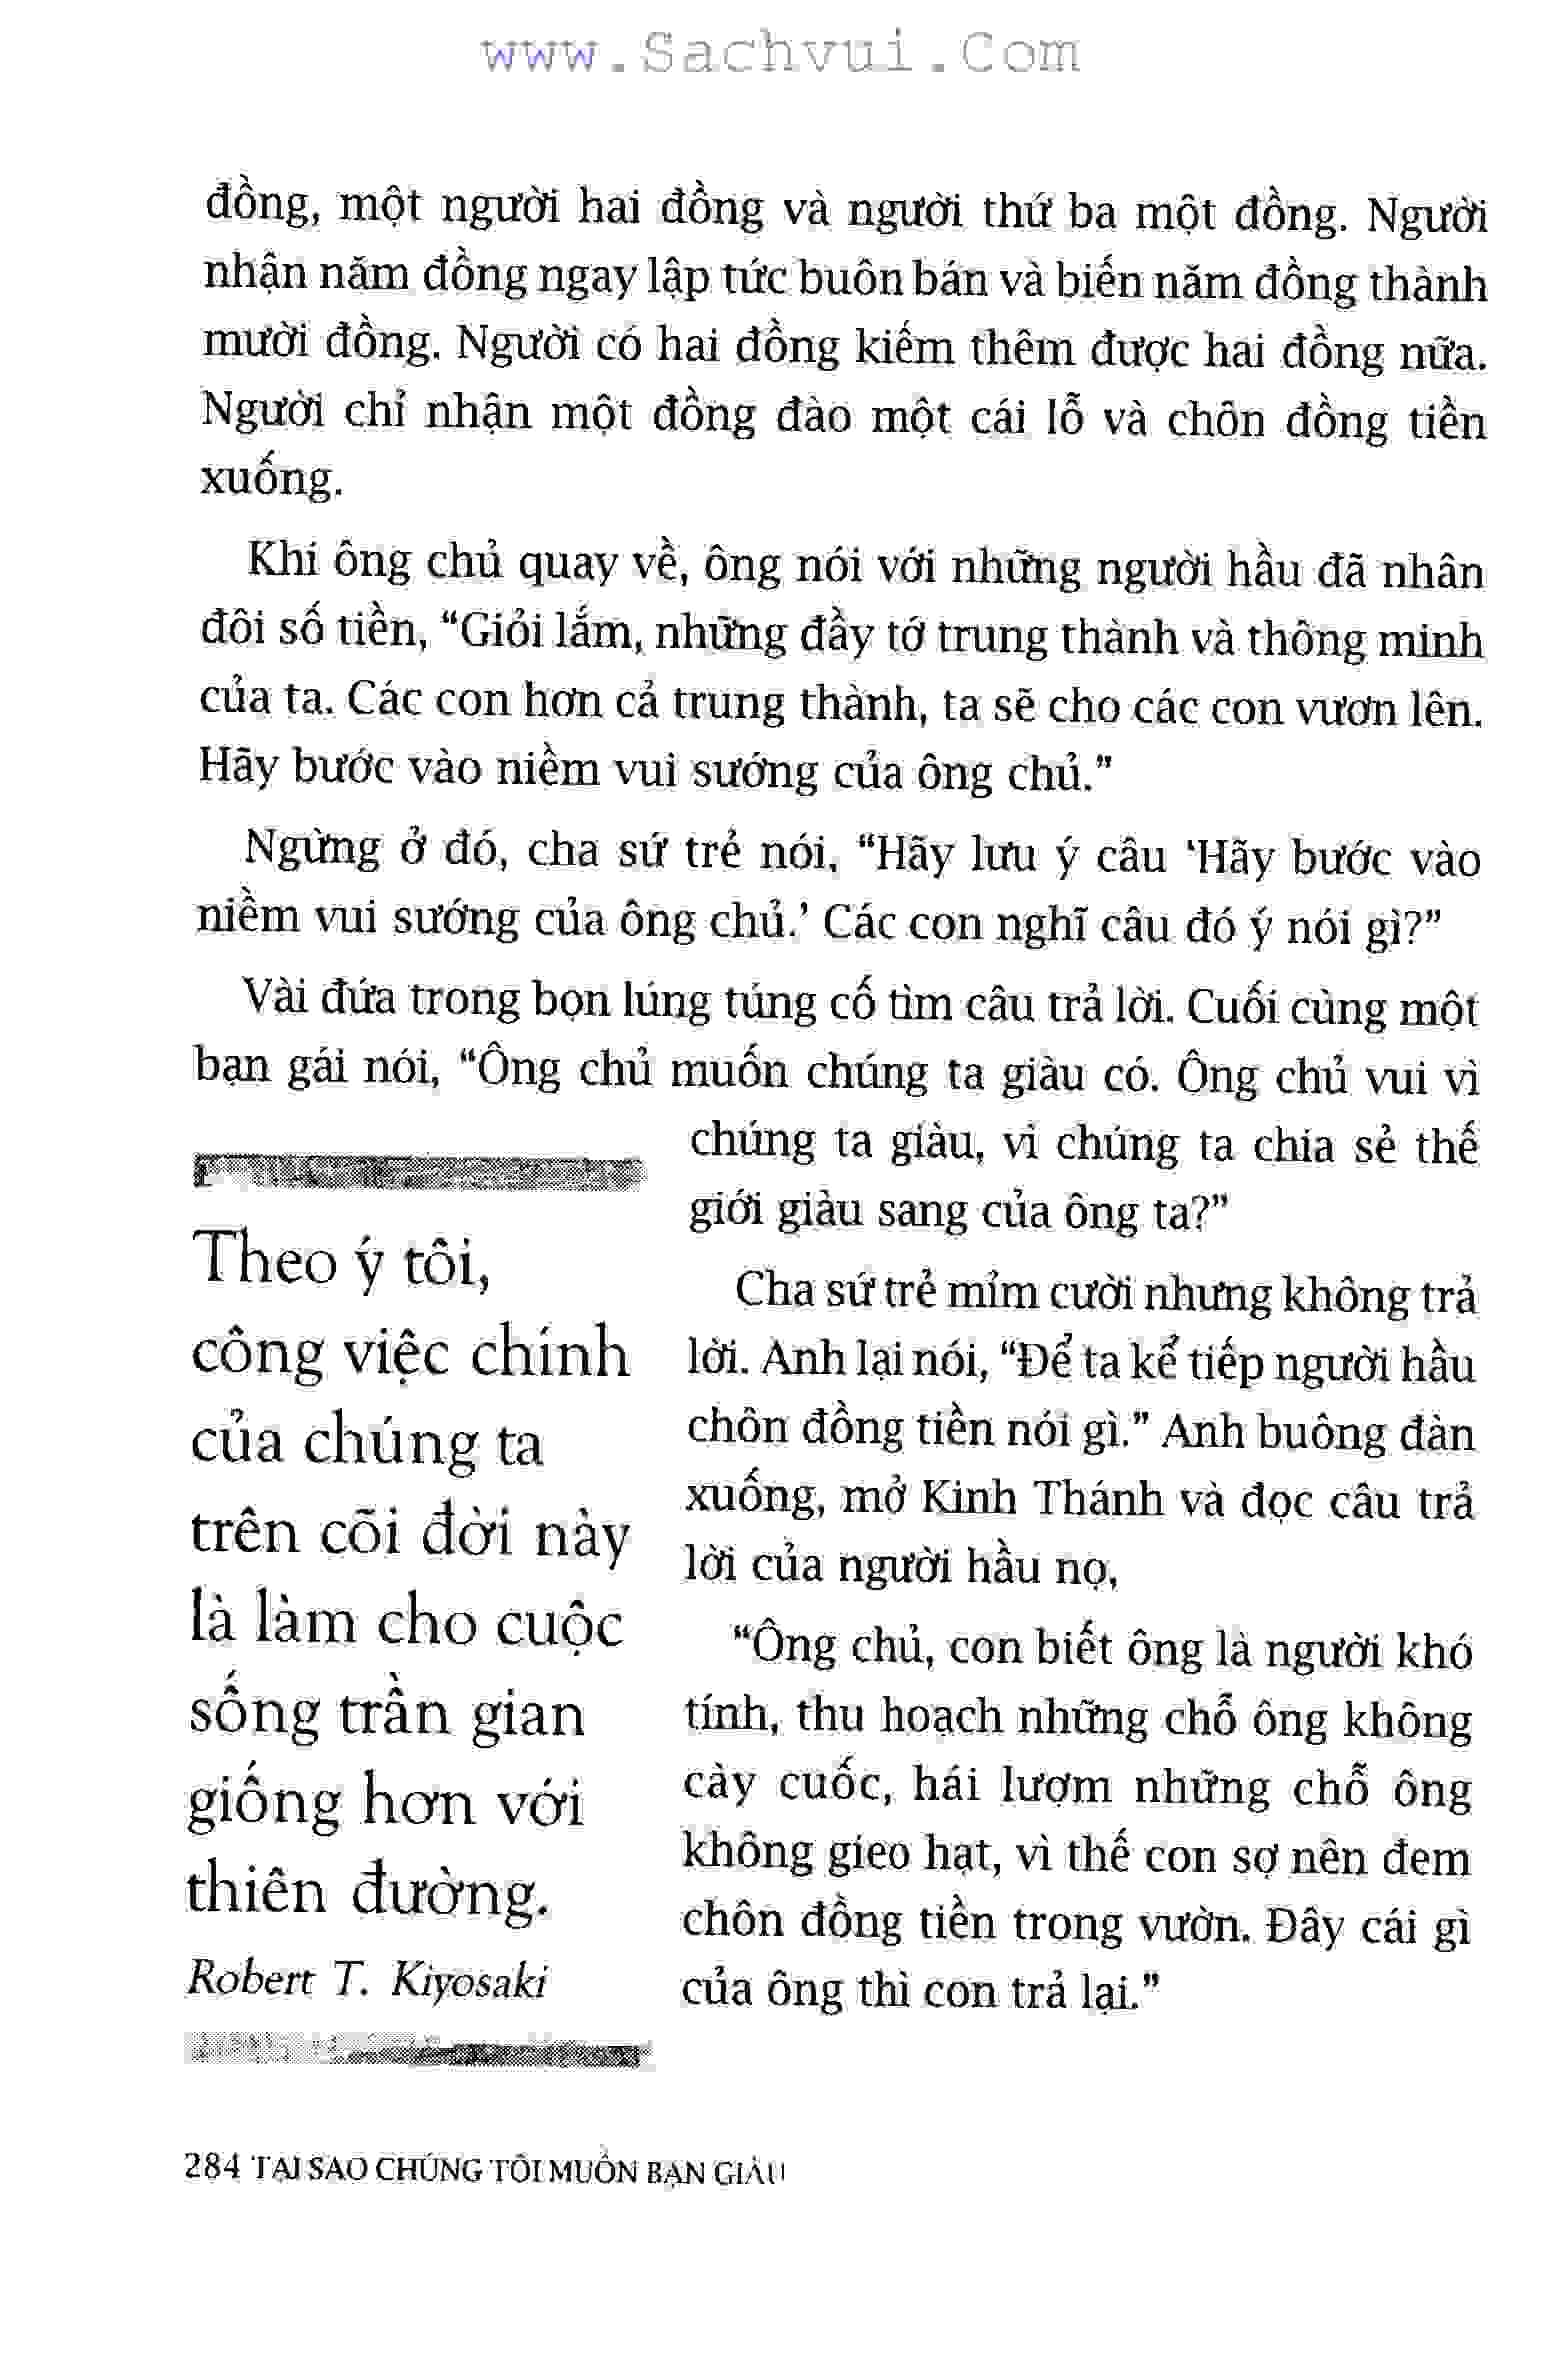 www.Sachvui.Com
đồng, một người hai đồng và người thứ ba một đồng. Người
nhận năm đồng ngay lập tức buôn bán và biến năm đồng thành
mười đồng. Người có hai đồng kiếm thêm được hai đồng nữa.
Người chỉ nhận một đồng đào một cái lỗ và chôn đồng tiền
xuống.
Khi ông chủ quay về, ông nói với những người hầu đã nhân
đôi số tiền, “Giỏi lắm, những đầy tớ trung thành và thông minh
của ta. Các con hơn cả trung thành, ta sẽ cho các con vươn lên.
Hãy bước vào niềm vui sướng của ông chủ.”
Ngừng ở đó, cha sứ trẻ nói, “Hãy lưu ý câu ‘Hãy bước vào
niềm vui sướng của ông chủ.’ Các con nghĩ câu đó ý nói gì?”
Vài đứa trong bọn lúng túng cố tìm câu trả lời. Cuối cùng một
bạn gái nói, “Ông chủ muốn chúng ta giàu có. Ông chủ vui vì
chúng ta giàu, vì chúng ta chia sẻ thế
giới giàu sang của ông ta?”
Cha sứ trẻ mỉm cười nhưng không trả
lời. Anh lại nói, “Để ta kể tiếp người hầu
chôn đồng tiền nói gì.” Anh buông đàn
xuống, mở Kinh Thánh và đọc câu trả
lời của người hầu nọ,
“Ông chủ, con biết ông là người khó
tính, thu hoạch những chỗ ông không
cày cuốc, hái lượm những chỗ ông
không gieo hạt, vì thế con sợ nên đem
chôn đồng tiền trong vườn. Đây cái gì
của ông thì con trả lại.”
Theo ý tôi,
công việc chính
của chúng ta
trên cõi đời này
là làm cho cuộc
sống trần gian
giống hơn với
thiên đường.
Robert T. Kiyosaki
284 TẠI SAO CHÚNG TÔI MUỐN BẠN GIÀU